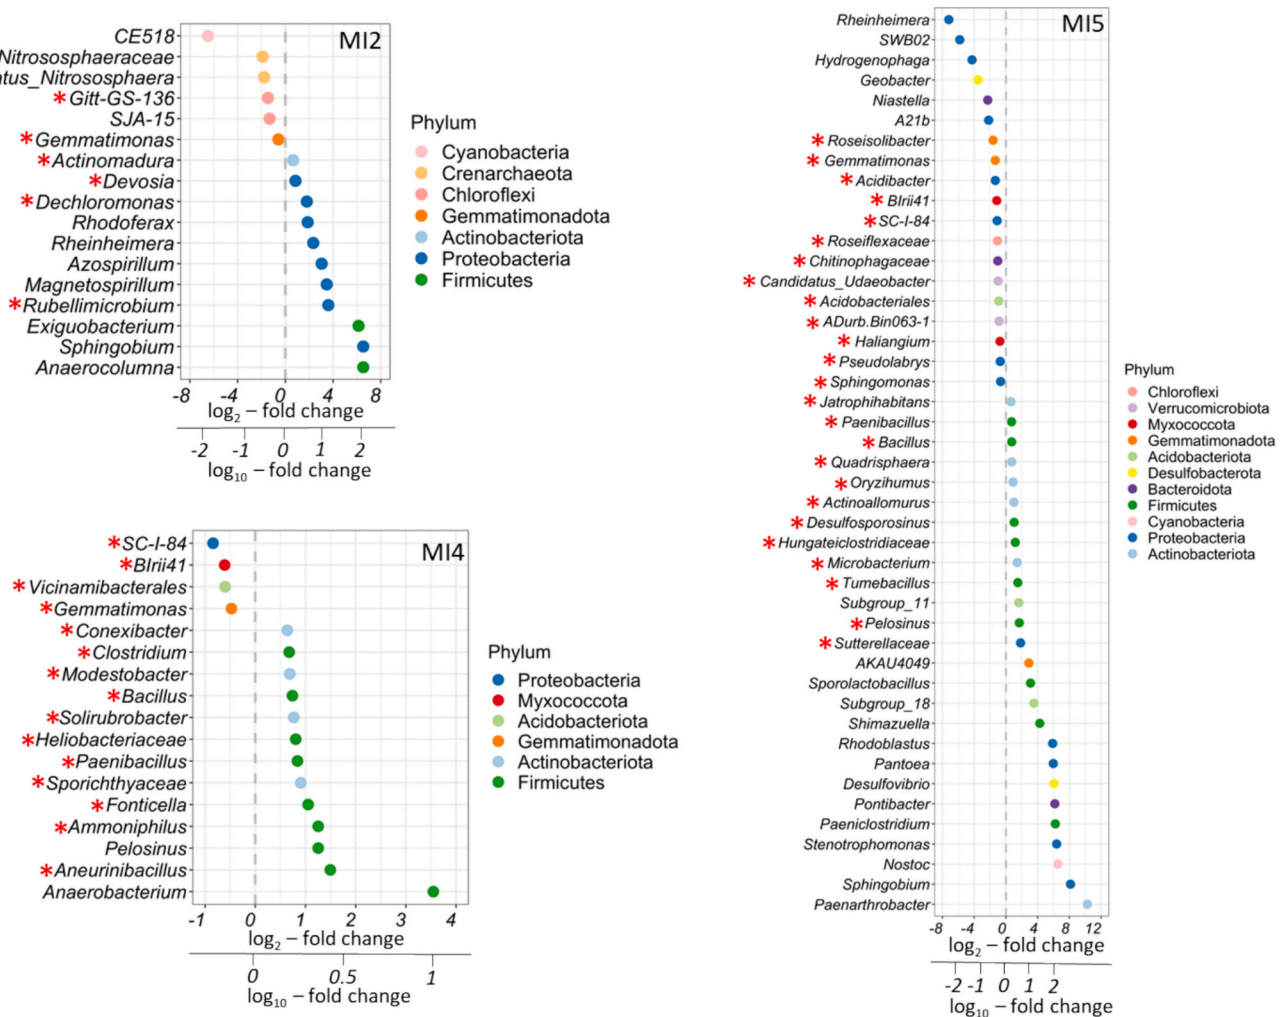 MI2
CE518
Nitrososphaeraceae
atus_Nitrososphaera
* Gitt-GS-136
SJA-15
* Gemmatimonas
* Actinomadura
* Devosia
* Dechloromonas
Rhodoferax
Rheinheimera
Azospirillum
Magnetospirillum
* Rubellimicrobium
Exiguobacterium
Sphingobium
Anaerocolumna
-8 -4 0 4 8
log2 – fold change
-2 -1 0 1 2
log10 – fold change
Phylum
Cyanobacteria
Crenarchaeota
Chloroflexi
Gemmatimonadota
Actinobacteriota
Proteobacteria
Firmicutes
MI4
* SC-I-84
* BIrii41
* Vicinamibacterales
* Gemmatimonas
* Conexibacter
* Clostridium
* Modestobacter
* Bacillus
* Solirubrobacter
* Heliobacteriaceae
* Paenibacillus
* Sporichthyaceae
* Fonticella
* Ammoniphilus
Pelosinus
* Aneurinibacillus
Anaerobacterium
-1 0 1 2 3 4
log2 – fold change
0 0.5 1
log10 – fold change
Phylum
Proteobacteria
Myxococcota
Acidobacteriota
Gemmatimonadota
Actinobacteriota
Firmicutes
MI5
Rheinheimera
SWB02
Hydrogenophaga
Geobacter
Niastella
A21b
* Roseisolibacter
* Gemmatimonas
* Acidibacter
* BIrii41
* SC-I-84
* Roseiflexaceae
* Chitinophagaceae
* Candidatus_Udaeobacter
* Acidobacteriales
* ADurb.Bin063-1
* Haliangium
* Pseudolabrys
* Sphingomonas
* Jatrophihabitans
* Paenibacillus
* Bacillus
* Quadrisphaera
* Oryzihumus
* Actinoallomurus
* Desulfosporosinus
* Hungateiclostridiaceae
* Microbacterium
* Tumebacillus
Subgroup_11
* Pelosinus
* Sutterellaceae
AKAU4049
Sporolactobacillus
Subgroup_18
Shimazuella
Rhodoblastus
Pantoea
Desulfovibrio
Pontibacter
Paeniclostridium
Stenotrophomonas
Nostoc
Sphingobium
Paenarthrobacter
-8 -4 0 4 8 12
log2 – fold change
-2 -1 0 1 2
log10 – fold change
Phylum
Chloroflexi
Verrucomicrobiota
Myxococcota
Gemmatimonadota
Acidobacteriota
Desulfobacterota
Bacteroidota
Firmicutes
Cyanobacteria
Proteobacteria
Actinobacteriota